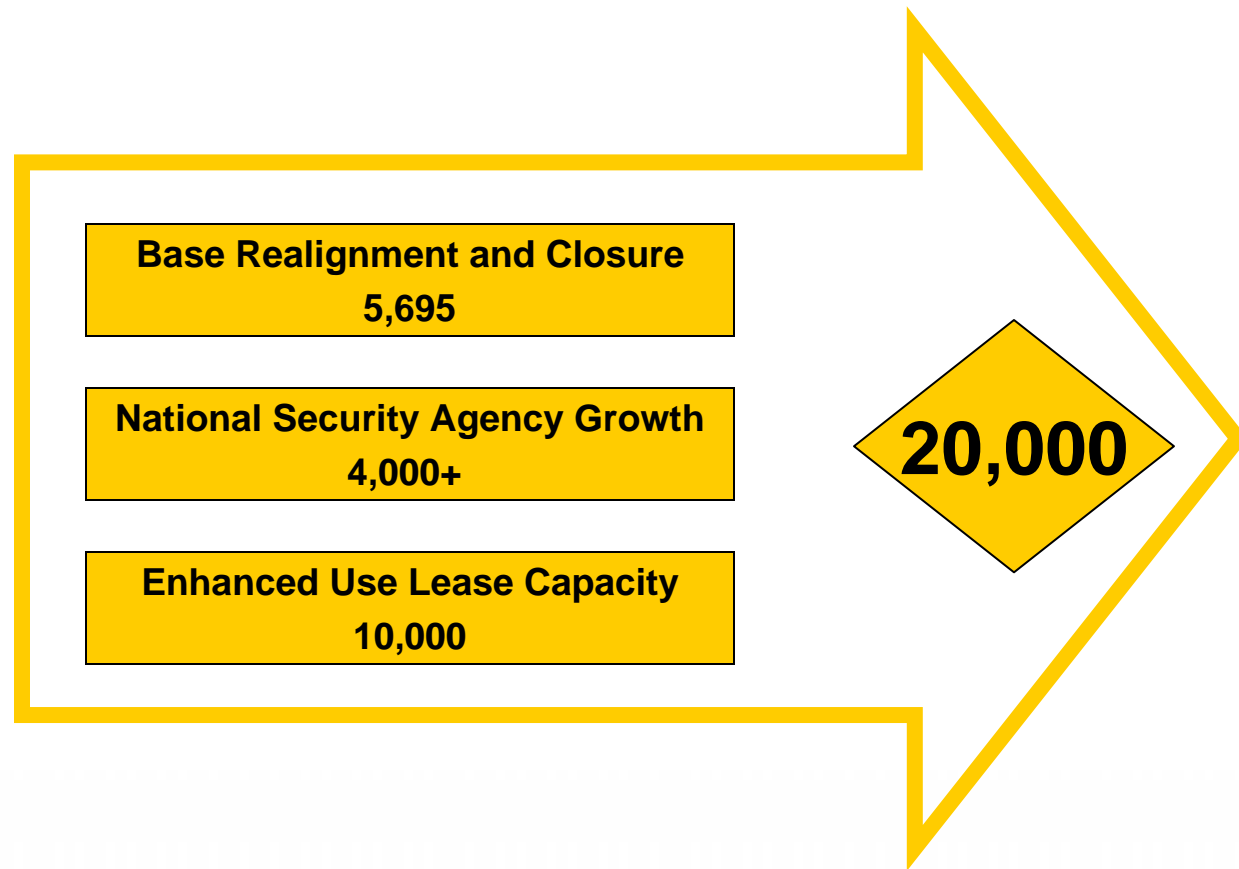 Base Realignment and Closure
5,695
National Security Agency Growth
4,000+
Enhanced Use Lease Capacity
10,000
20,000